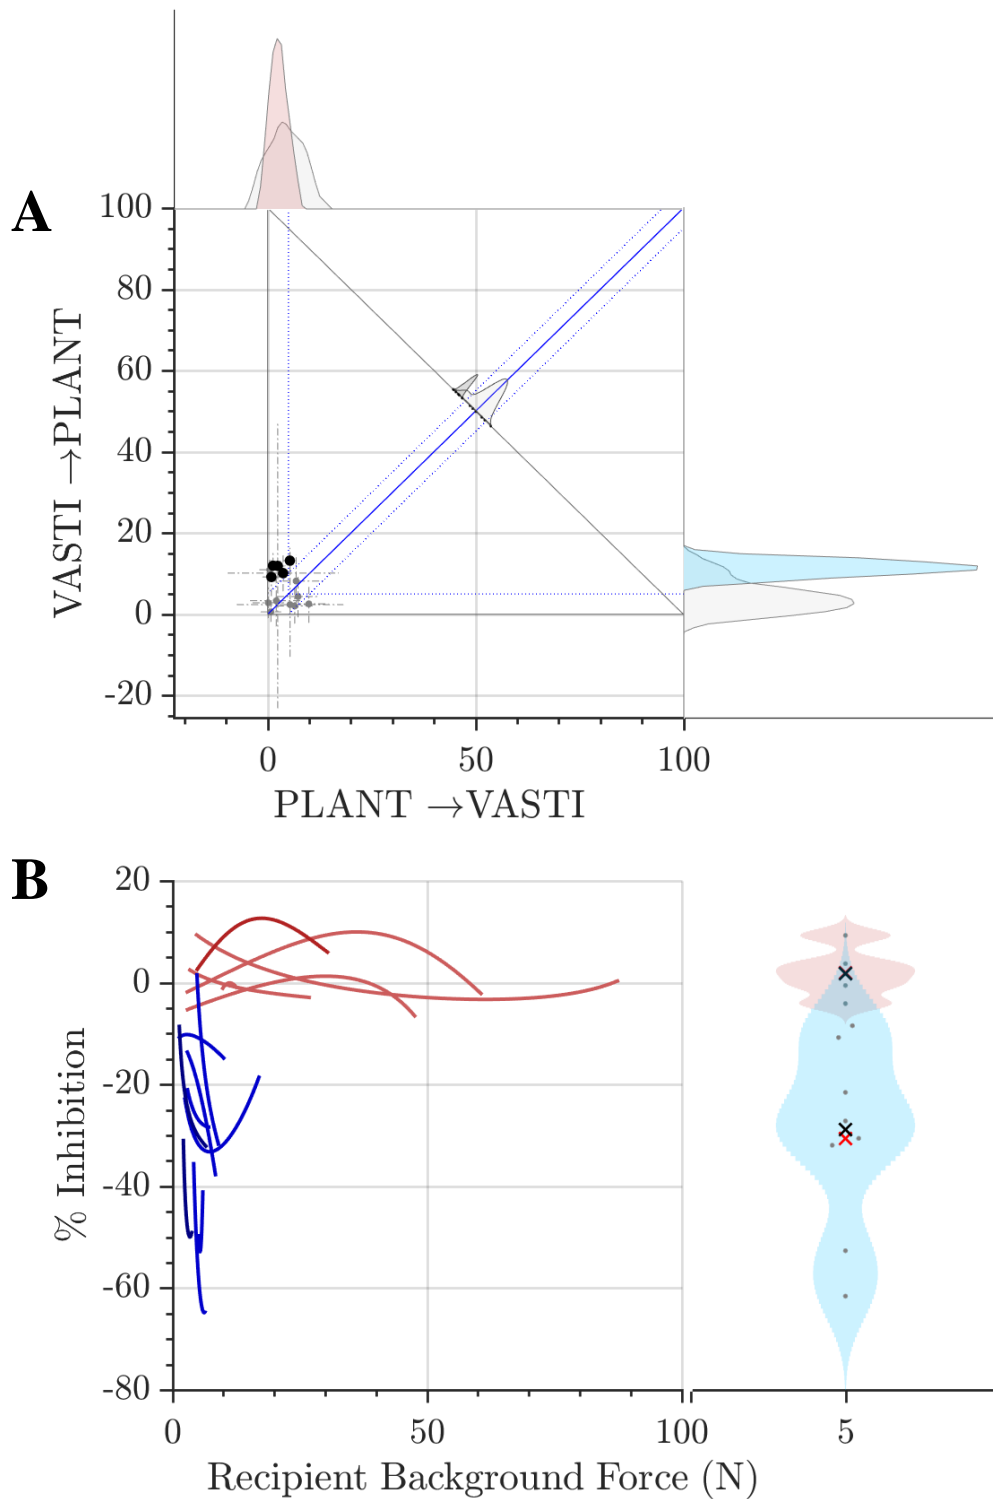 A
100
80
60
40
20
0
-20
VASTI →PLANT
0 50 100
PLANT →VASTI
B
20
0
-20
-40
-60
-80
% Inhibition
0 50 100 5
Recipient Background Force (N)